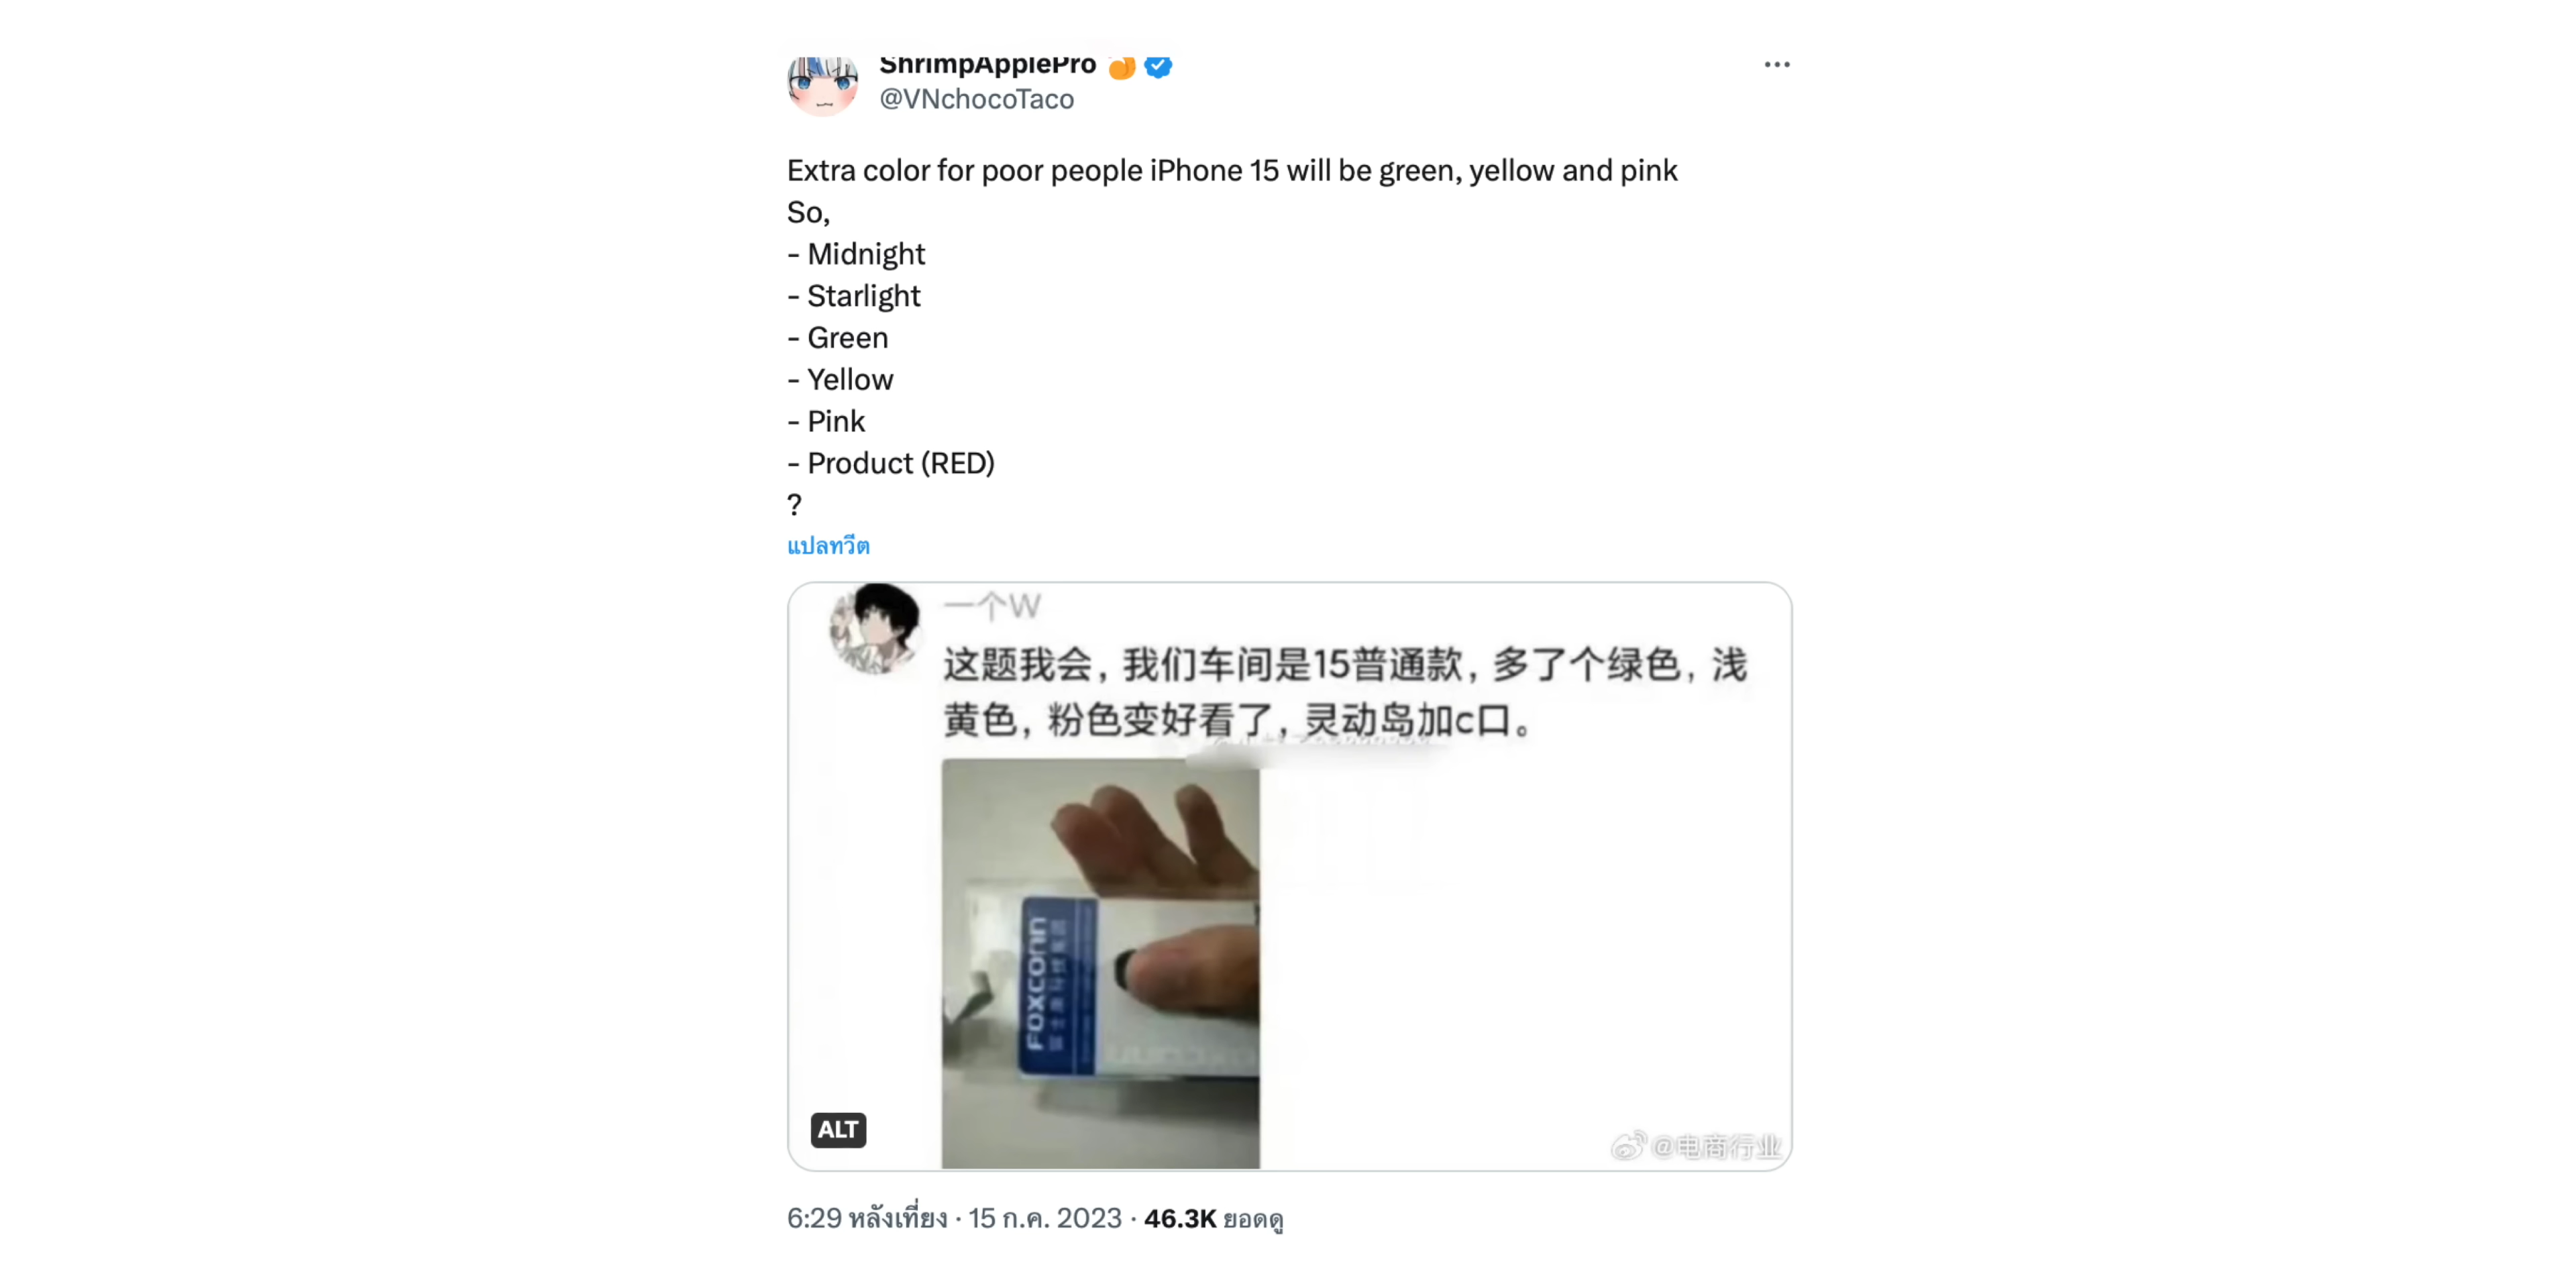 ShrimpApplePro
@VNchocoTaco
Extra color for poor people iPhone 15 will be green, yellow and pink
So,
- Midnight
- Starlight
- Green
- Yellow
- Pink
- Product (RED)
?
แปลทวีต
一个W
这题我会，我们车间是15普通款，多了个绿色，浅
黄色，粉色变好看了，灵动岛加c口。
FOXCONN
ALT
@电商行业
6:29 หลังเที่ยง · 15 ก.ค. 2023 · 46.3K ยอดดู